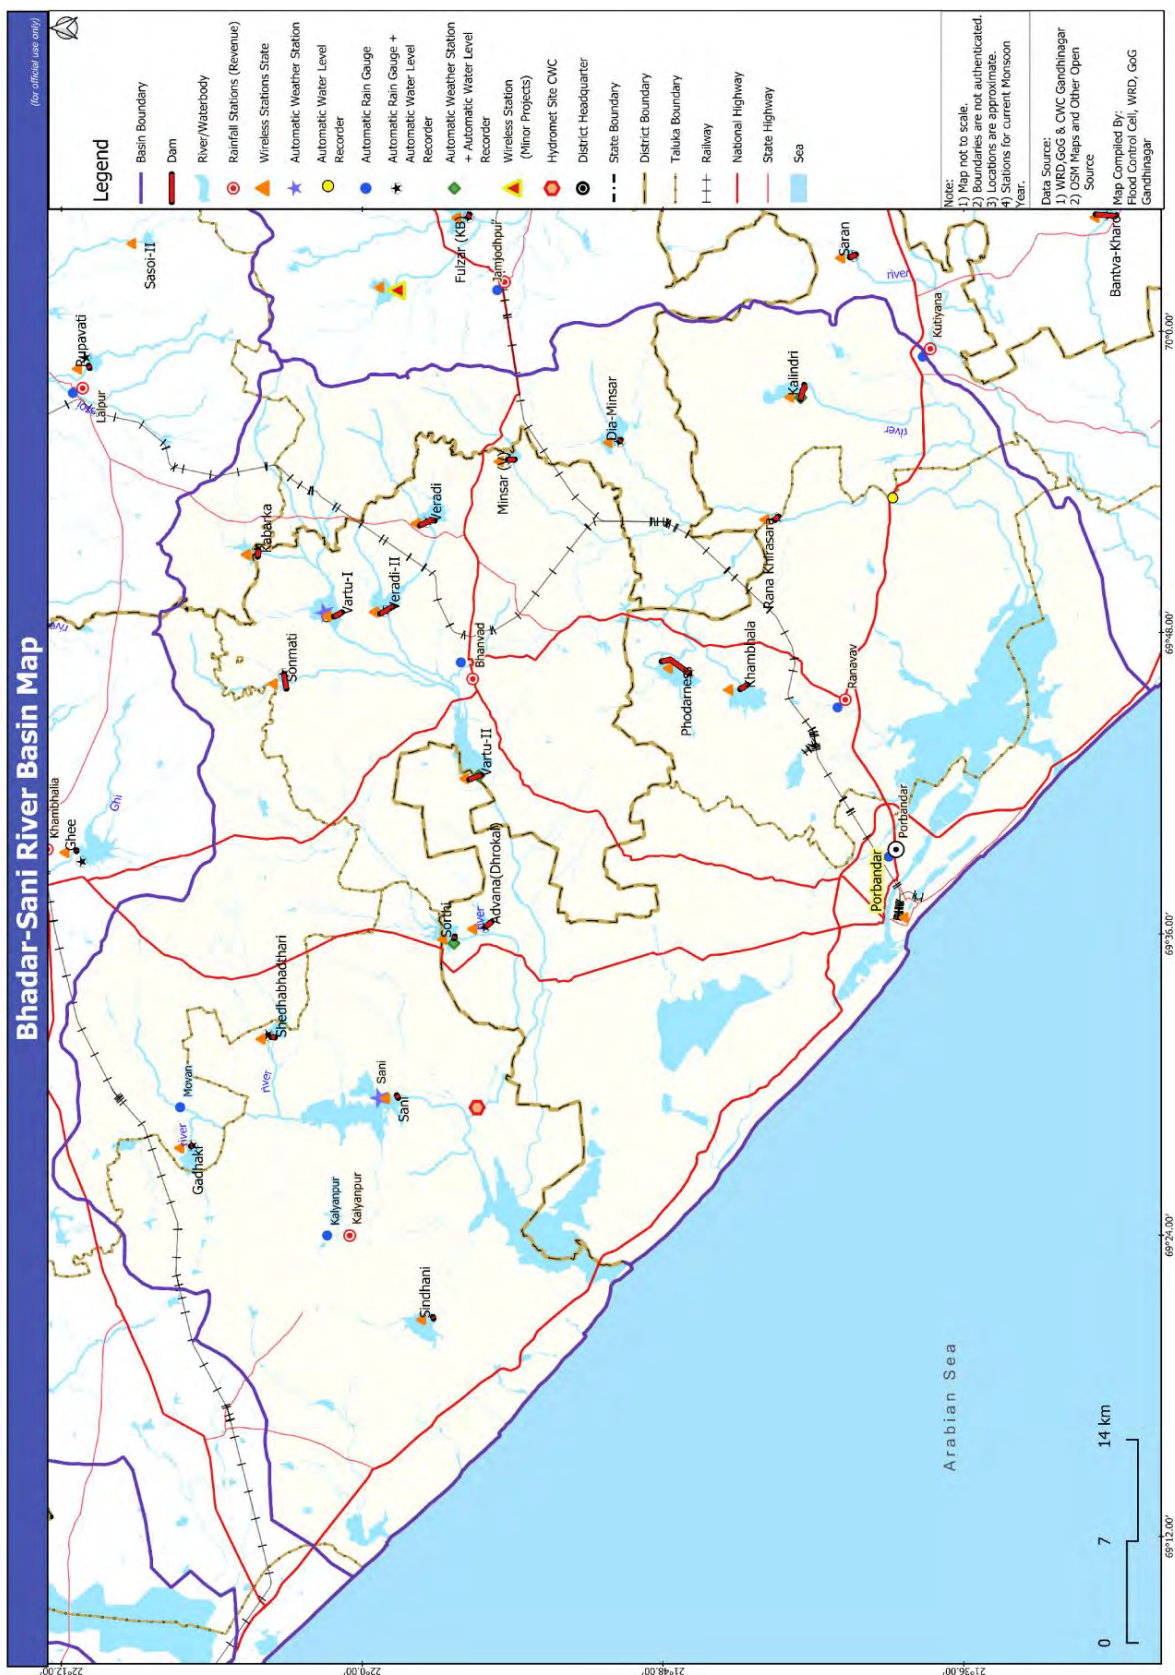 Bhadar-Sani River Basin Map
(for official use only)
Legend
Basin Boundary
Dam
River/Waterbody
Rainfall Stations (Revenue)
Wireless Stations State
Automatic Weather Station
Automatic Water Level
Recorder
Automatic Rain Gauge
Automatic Rain Gauge +
Automatic Water Level
Recorder
Automatic Weather Station
+ Automatic Water Level
Recorder
Wireless Station
(Minor Projects)
Hydromet Site CWC
District Headquarter
State Boundary
District Boundary
Taluka Boundary
Railway
National Highway
State Highway
Sea
Note:
1) Map not to scale.
2) Boundaries are not authenticated.
3) Locations are approximate.
4) Stations for current Monsoon
Year.
Data Source:
1) WRD,GoG & CWC Gandhinagar
2) OSM Maps and Other Open
Source
Map Compiled By:
Flood Control Cell, WRD, GoG
Gandhinagar
22°12.00'
22°0.00'
21°48.00'
21°36.00'
69°12.00'
69°24.00'
69°36.00'
69°48.00'
70°0.00'
Khambhalia
Ghee
Ghi
Lalpur
Rupavati
Sasoi-II
Fulzar (KB)
Jamjodhpur
Kabarka
Sonmati
Vartu-I
Veradi-II
Veradi
Minsar (V)
Dia-Minsar
Bhanvad
Vartu-II
Shedhabhadthari
river
Movan
river
Gadhaki
Sani
Sani
Kalyanpur
Kalyanpur
Sindhani
Sorthi
river
Advana(Dhrokal)
Phodarness
Khambhala
Rana Khirasara
Ranavav
Kalindri
river
Saran
river
Kutiyana
Bantva-Kharo
Porbandar
Porbandar
Arabian Sea
0
7
14 km